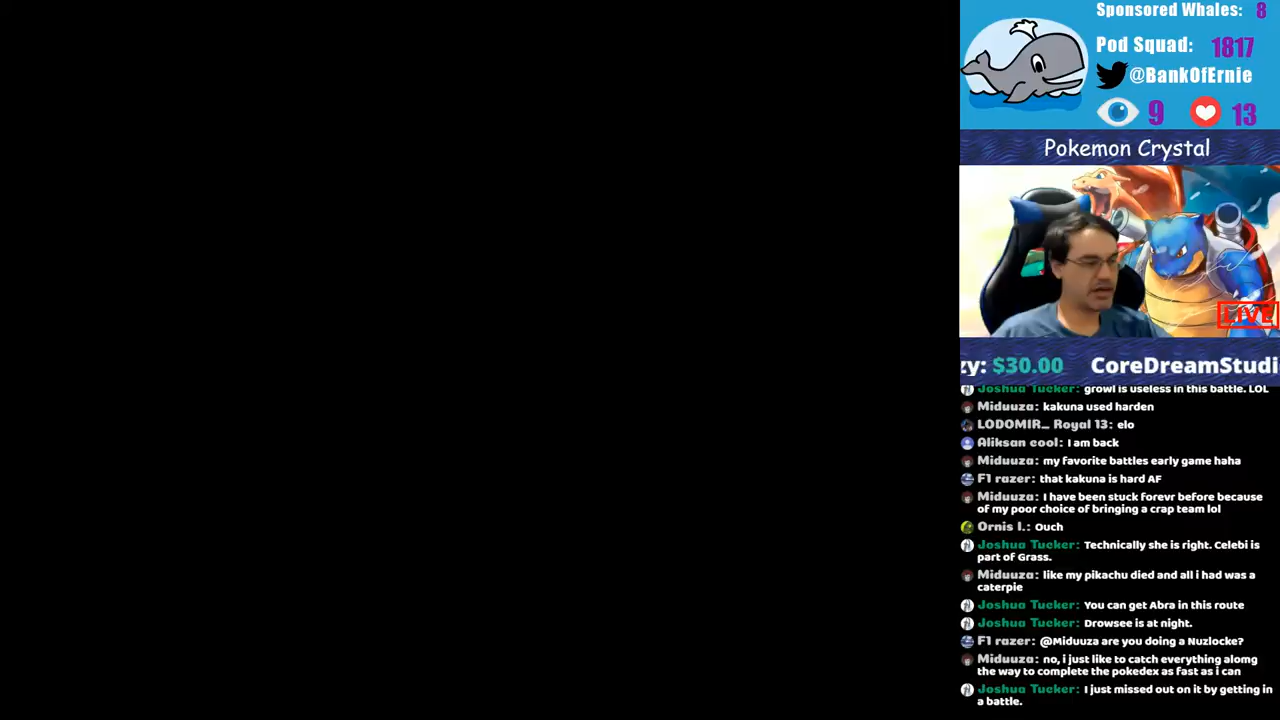 Sponsored Whales: 8
Pod Squad: 1817
@BankOfErnie
9 13
Pokemon Crystal
LIVE
zy: $30.00 CoreDreamStudi
Joshua Tucker: growl is useless in this battle. LOL
Miduuza: kakuna used harden
LODOMIR_ Royal 13: elo
Aliksan cool: I am back
Miduuza: my favorite battles early game haha
F1 razer: that kakuna is hard AF
Miduuza: I have been stuck forevr before because
of my poor choice of bringing a crap team lol
Ornis I.: Ouch
Joshua Tucker: Technically she is right. Celebi is
part of Grass.
Miduuza: like my pikachu died and all i had was a
caterpie
Joshua Tucker: You can get Abra in this route
Joshua Tucker: Drowsee is at night.
F1 razer: @Miduuza are you doing a Nuzlocke?
Miduuza: no, i just like to catch everything alomg
the way to complete the pokedex as fast as i can
Joshua Tucker: I just missed out on it by getting in
a battle.